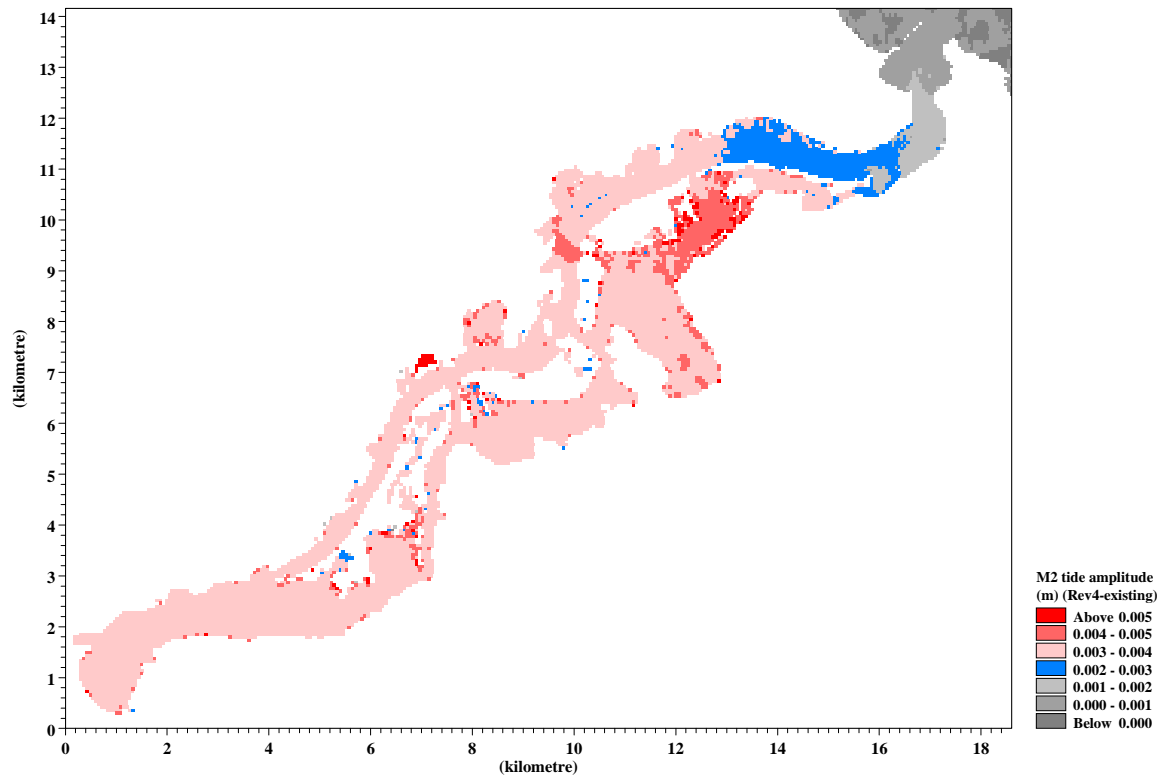 14
13
12
11
10
9
8
7
6
5
4
3
2
1
0
(kilometre)
0 2 4 6 8 10 12 14 16 18
(kilometre)
M2 tide amplitude
(m) (Rev4-existing)
Above 0.005
0.004 - 0.005
0.003 - 0.004
0.002 - 0.003
0.001 - 0.002
0.000 - 0.001
Below 0.000